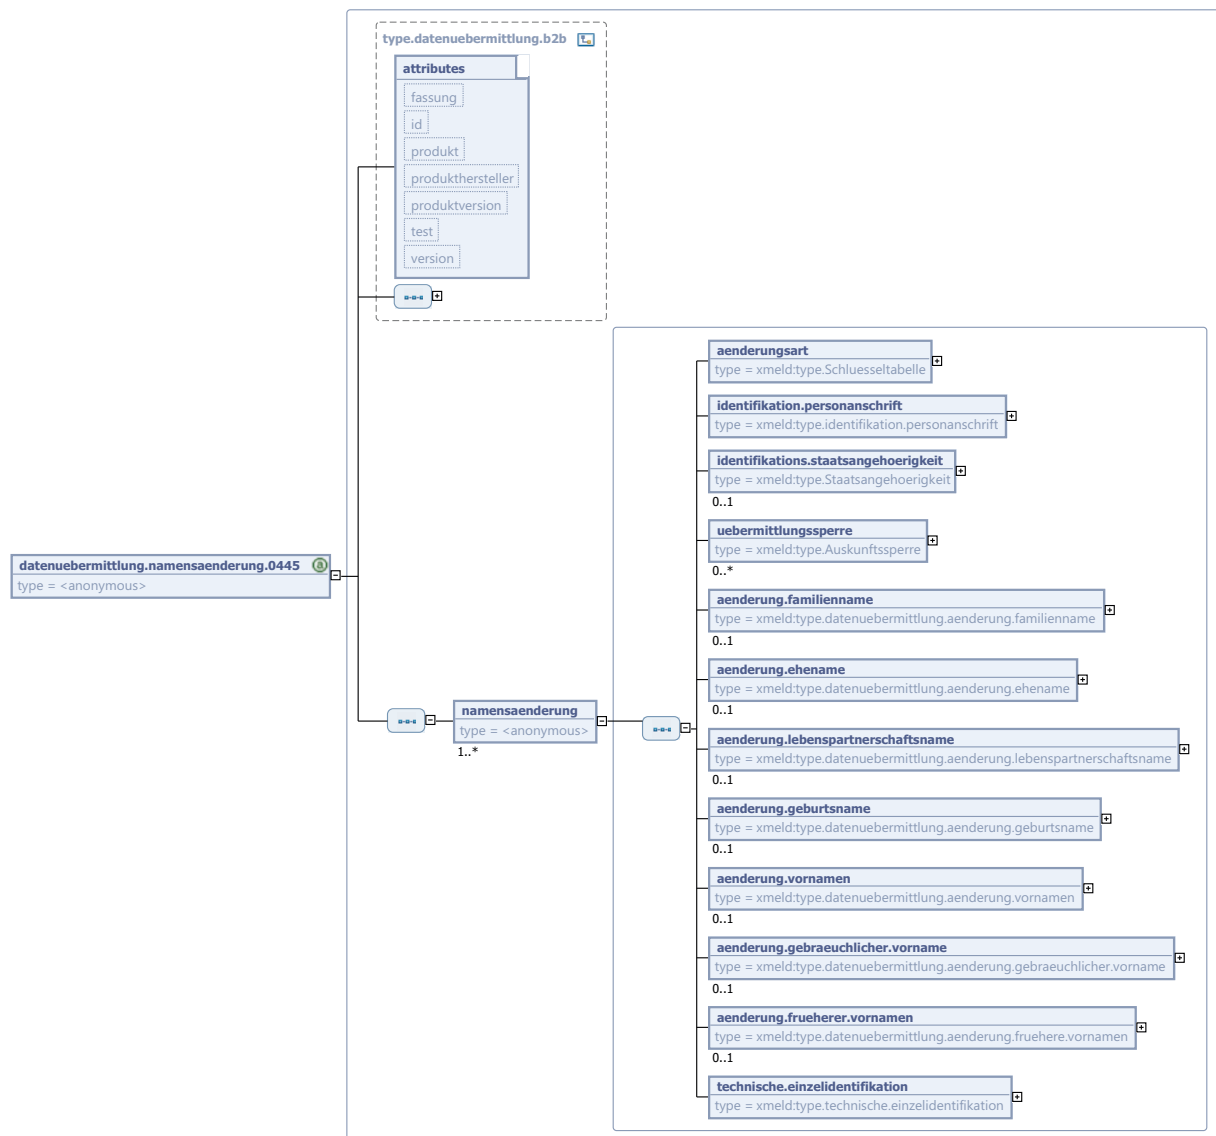 type.datenuebermittlung.b2b
attributes
fassung
id
produkt
produkthersteller
produktversion
test
version
aenderungsart
type = xmeld:type.Schluesseltabelle
identifikation.personanschrift
type = xmeld:type.identifikation.personanschrift
identifikations.staatsangehoerigkeit
type = xmeld:type.Staatsangehoerigkeit
0..1
uebermittlungssperre
type = xmeld:type.Auskunftssperre
0..*
datenuebermittlung.namensaenderung.0445
a
type = <anonymous>
aenderung.familienname
type = xmeld:type.datenuebermittlung.aenderung.familienname
0..1
aenderung.ehename
type = xmeld:type.datenuebermittlung.aenderung.ehename
0..1
namensaenderung
type = <anonymous>
1..*
aenderung.lebenspartnerschaftsname
type = xmeld:type.datenuebermittlung.aenderung.lebenspartnerschaftsname
0..1
aenderung.geburtsname
type = xmeld:type.datenuebermittlung.aenderung.geburtsname
0..1
aenderung.vornamen
type = xmeld:type.datenuebermittlung.aenderung.vornamen
0..1
aenderung.gebraeuchlicher.vorname
type = xmeld:type.datenuebermittlung.aenderung.gebraeuchlicher.vorname
0..1
aenderung.frueherer.vornamen
type = xmeld:type.datenuebermittlung.aenderung.fruehere.vornamen
0..1
technische.einzelidentifikation
type = xmeld:type.technische.einzelidentifikation